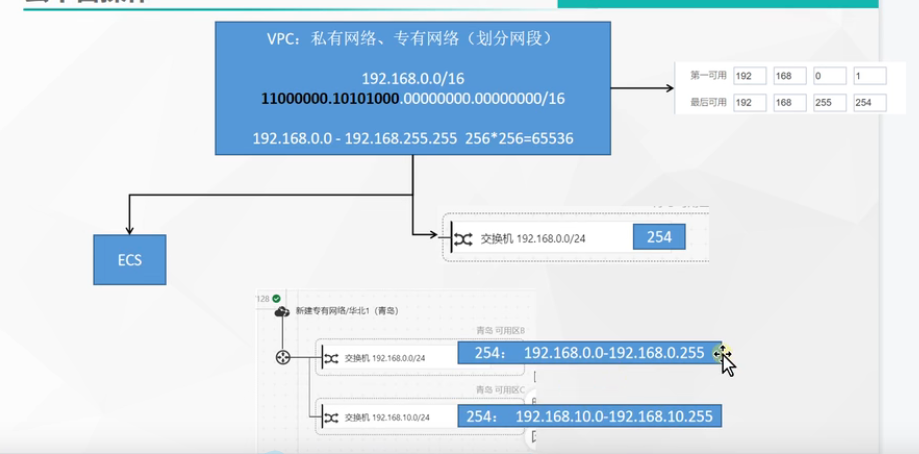 VPC：私有网络、专有网络（划分网段）
192.168.0.0/16
11000000.10101000.00000000.00000000/16
192.168.0.0 - 192.168.255.255 256*256=65536
第一可用 192 168 0 1
最后可用 192 168 255 254
交换机 192.168.0.0/24 254
ECS
128
新建专有网络/华北1（青岛）
青岛 可用区B
交换机 192.168.0.0/24 254： 192.168.0.0-192.168.0.255
青岛 可用区C
交换机 192.168.10.0/24 254： 192.168.10.0-192.168.10.255